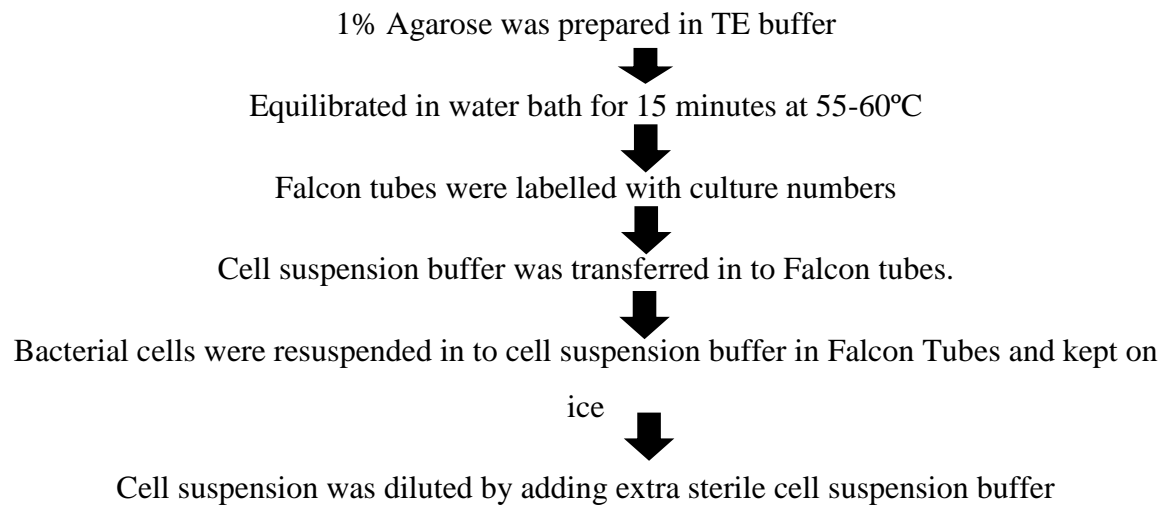 1% Agarose was prepared in TE buffer
Equilibrated in water bath for 15 minutes at 55-60ºC
Falcon tubes were labelled with culture numbers
Cell suspension buffer was transferred in to Falcon tubes.
Bacterial cells were resuspended in to cell suspension buffer in Falcon Tubes and kept on
ice
Cell suspension was diluted by adding extra sterile cell suspension buffer